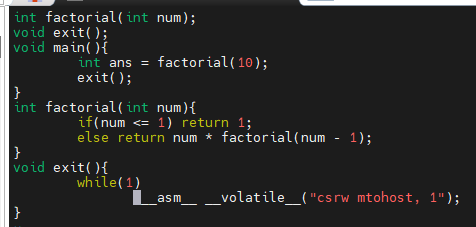 int factorial(int num);
void exit();
void main(){
        int ans = factorial(10);
        exit();
}
int factorial(int num){
        if(num <= 1) return 1;
        else return num * factorial(num - 1);
}
void exit(){
        while(1)
                __asm__ __volatile__("csrw mtohost, 1");
}